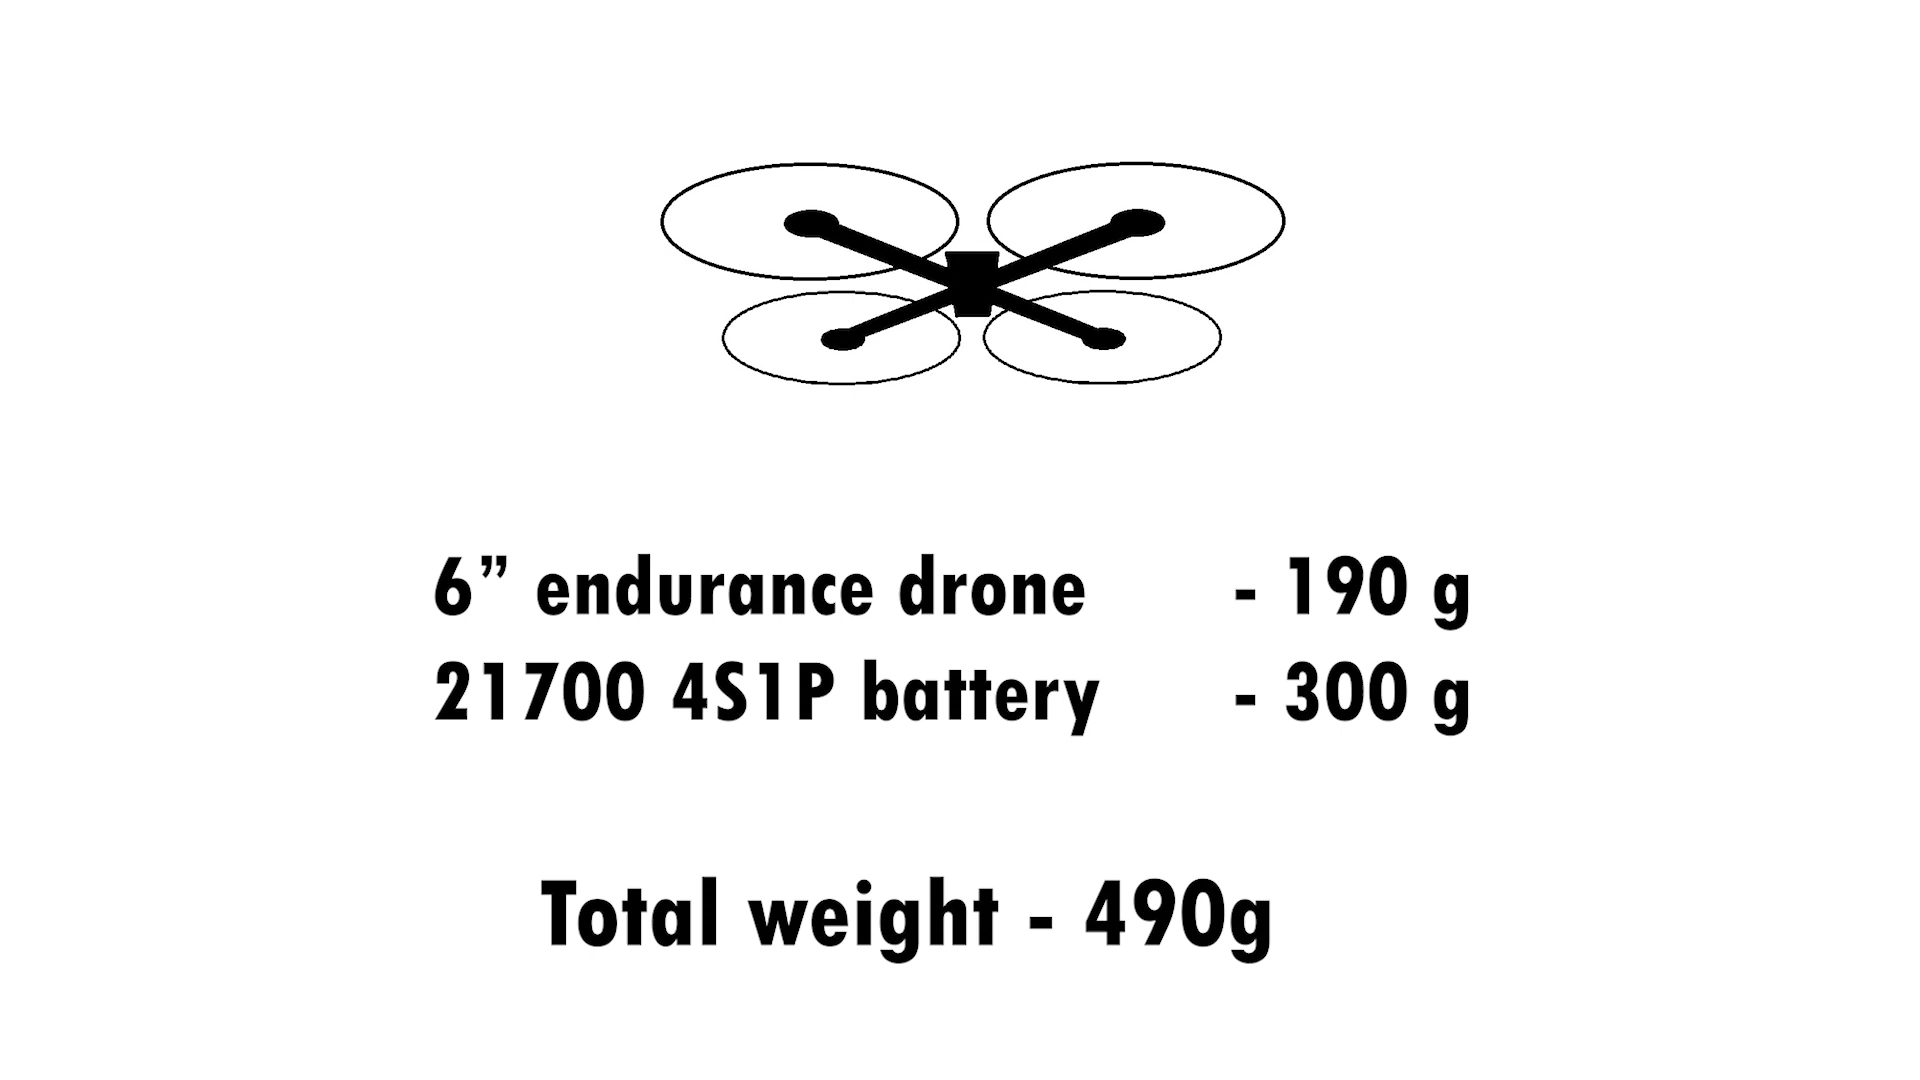 6” endurance drone - 190 g
21700 4S1P battery - 300 g
Total weight - 490g